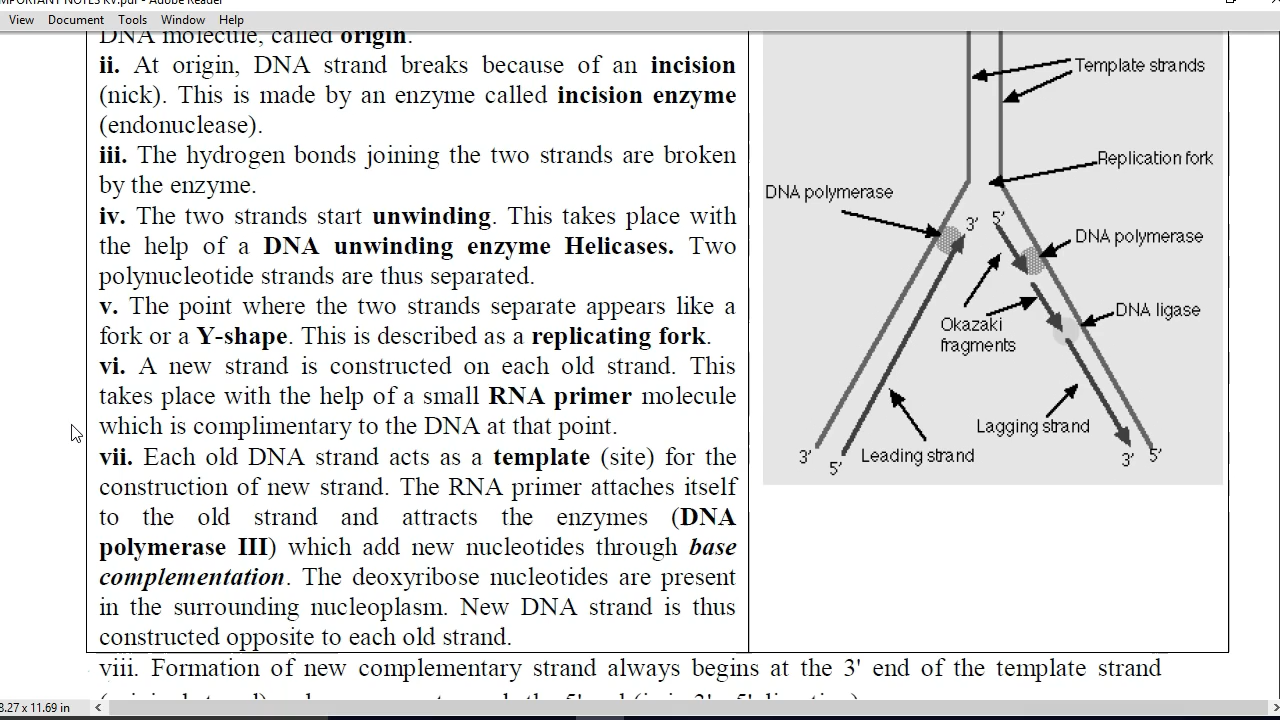 IMPORTANT NOTES KV.pdf - Adobe Reader
View Document Tools Window Help
DNA molecule, called origin.
ii. At origin, DNA strand breaks because of an incision
(nick). This is made by an enzyme called incision enzyme
(endonuclease).
iii. The hydrogen bonds joining the two strands are broken
by the enzyme.
iv. The two strands start unwinding. This takes place with
the help of a DNA unwinding enzyme Helicases. Two
polynucleotide strands are thus separated.
v. The point where the two strands separate appears like a
fork or a Y-shape. This is described as a replicating fork.
vi. A new strand is constructed on each old strand. This
takes place with the help of a small RNA primer molecule
which is complimentary to the DNA at that point.
vii. Each old DNA strand acts as a template (site) for the
construction of new strand. The RNA primer attaches itself
to the old strand and attracts the enzymes (DNA
polymerase III) which add new nucleotides through base
complementation. The deoxyribose nucleotides are present
in the surrounding nucleoplasm. New DNA strand is thus
constructed opposite to each old strand.
Template strands
Replication fork
DNA polymerase
3' 5'
DNA polymerase
DNA ligase
Okazaki
fragments
Lagging strand
Leading strand
3' 5'
3' 5'
viii. Formation of new complementary strand always begins at the 3' end of the template strand
8.27 x 11.69 in